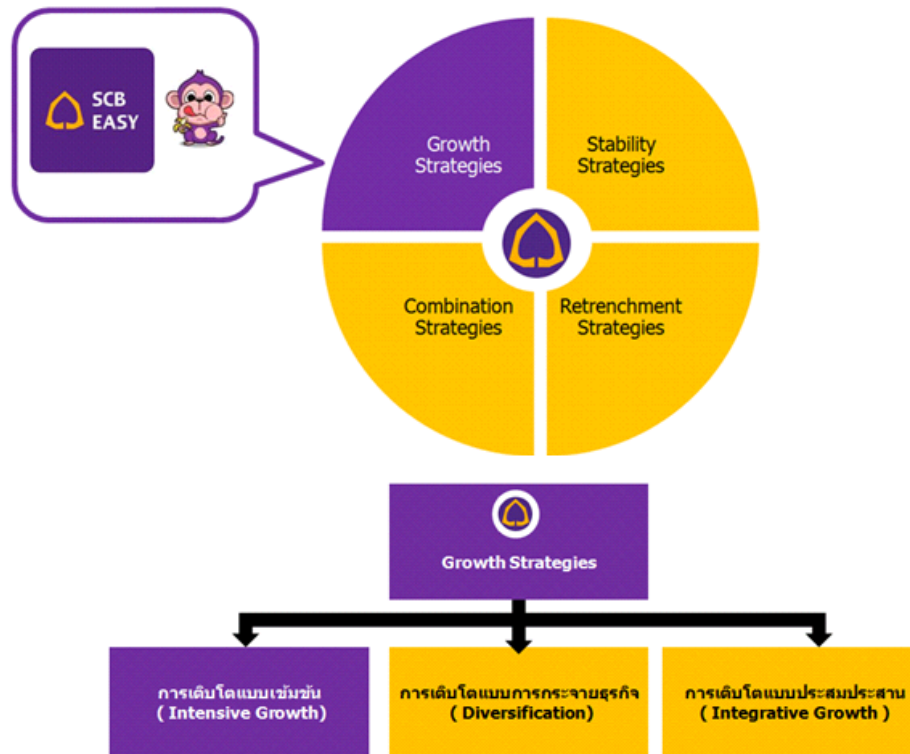 SCB
EASY
Growth
Strategies
Stability
Strategies
Combination
Strategies
Retrenchment
Strategies
Growth Strategies
การเติบโตแบบเข้มข้น
( Intensive Growth)
การเติบโตแบบการกระจายธุรกิจ
( Diversification)
การเติบโตแบบประสมประสาน
( Integrative Growth )